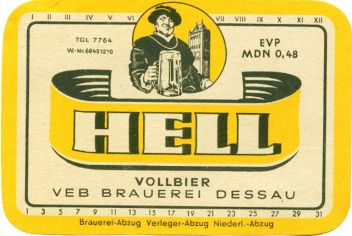 I II III IV V VI VII VIII IX X XI XII
TGL 7764
W.-Nr. 68451210
EVP
MDN 0,48
HELL
VOLLBIER
VEB BRAUEREI DESSAU
1 3 5 7 9 11 13 15 17 19 21 23 25 27 29 31
Brauerei-Abzug Verleger-Abzug Niederl.-Abzug